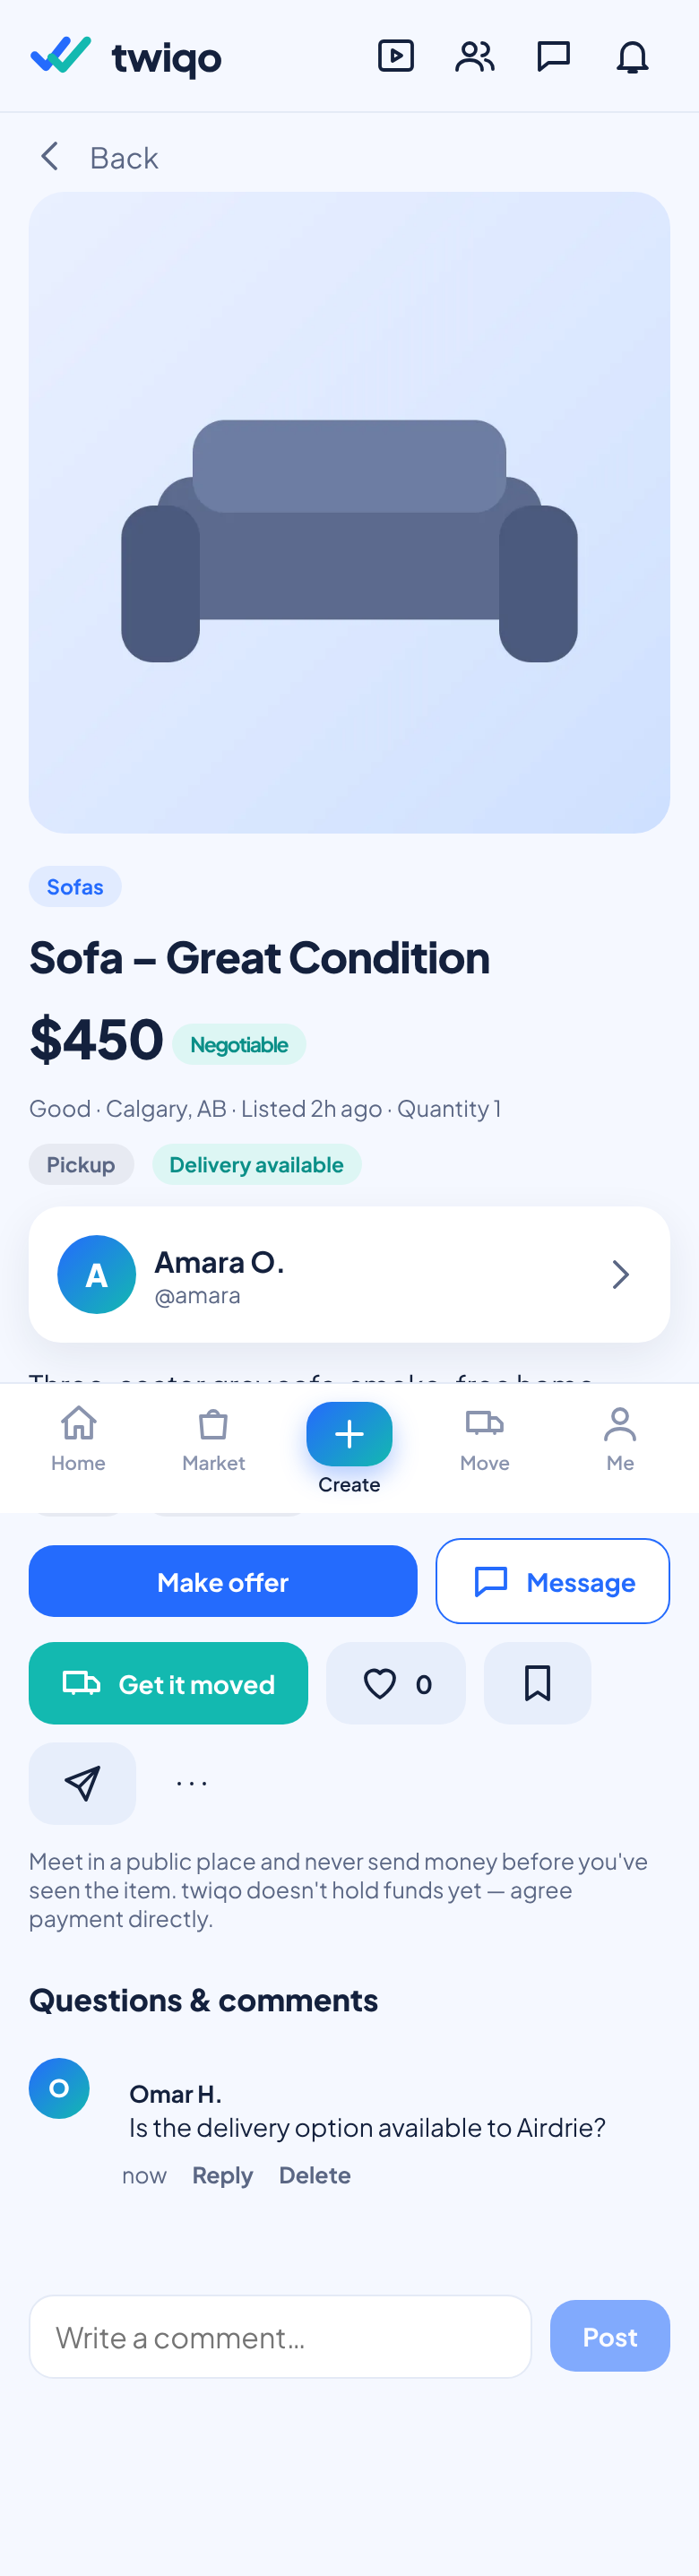 twiqo
Back
Sofas
Sofa – Great Condition
$450 Negotiable
Good · Calgary, AB · Listed 2h ago · Quantity 1
Pickup Delivery available
A
Amara O.
@amara
Home Market Create Move Me
Make offer Message
Get it moved 0
···
Meet in a public place and never send money before you've
seen the item. twiqo doesn't hold funds yet — agree
payment directly.
Questions & comments
O
Omar H.
Is the delivery option available to Airdrie?
now Reply Delete
Write a comment... Post